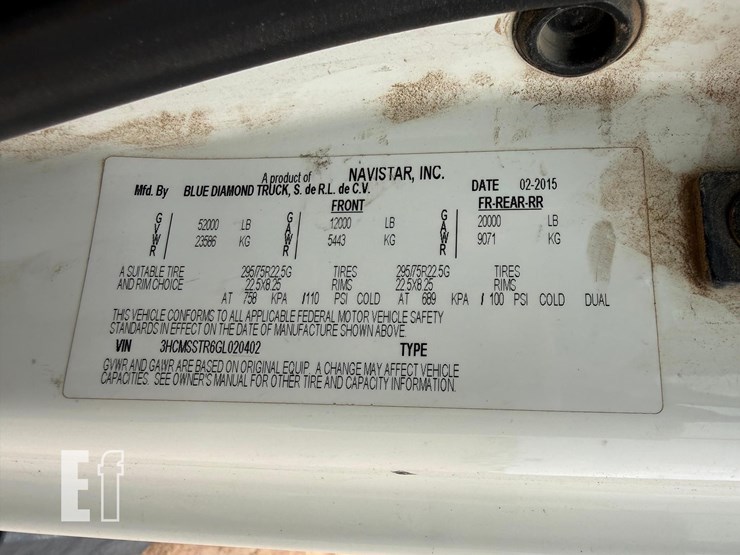 A product of NAVISTAR, INC.
Mfd. By BLUE DIAMOND TRUCK, S. de R.L. de C.V. DATE 02-2015
FRONT FR-REAR-RR
GVWR 52000 LB GAWR 12000 LB GAWR 20000 LB
23586 KG 5443 KG 9071 KG
A SUITABLE TIRE 295/75R22.5G TIRES 295/75R22.5G TIRES
AND RIM CHOICE 22.5X8.25 RIMS 22.5X8.25 RIMS
AT 758 KPA /110 PSI COLD AT 689 KPA / 100 PSI COLD DUAL
THIS VEHICLE CONFORMS TO ALL APPLICABLE FEDERAL MOTOR VEHICLE SAFETY
STANDARDS IN EFFECT ON THE DATE OF MANUFACTURE SHOWN ABOVE.
VIN 3HCMSSTR6GL020402 TYPE
GVWR AND GAWR ARE BASED ON ORIGINAL EQUIP. A CHANGE MAY AFFECT VEHICLE
CAPACITIES. SEE OWNER'S MANUAL FOR OTHER TIRE AND CAPACITY INFORMATION.
Ef